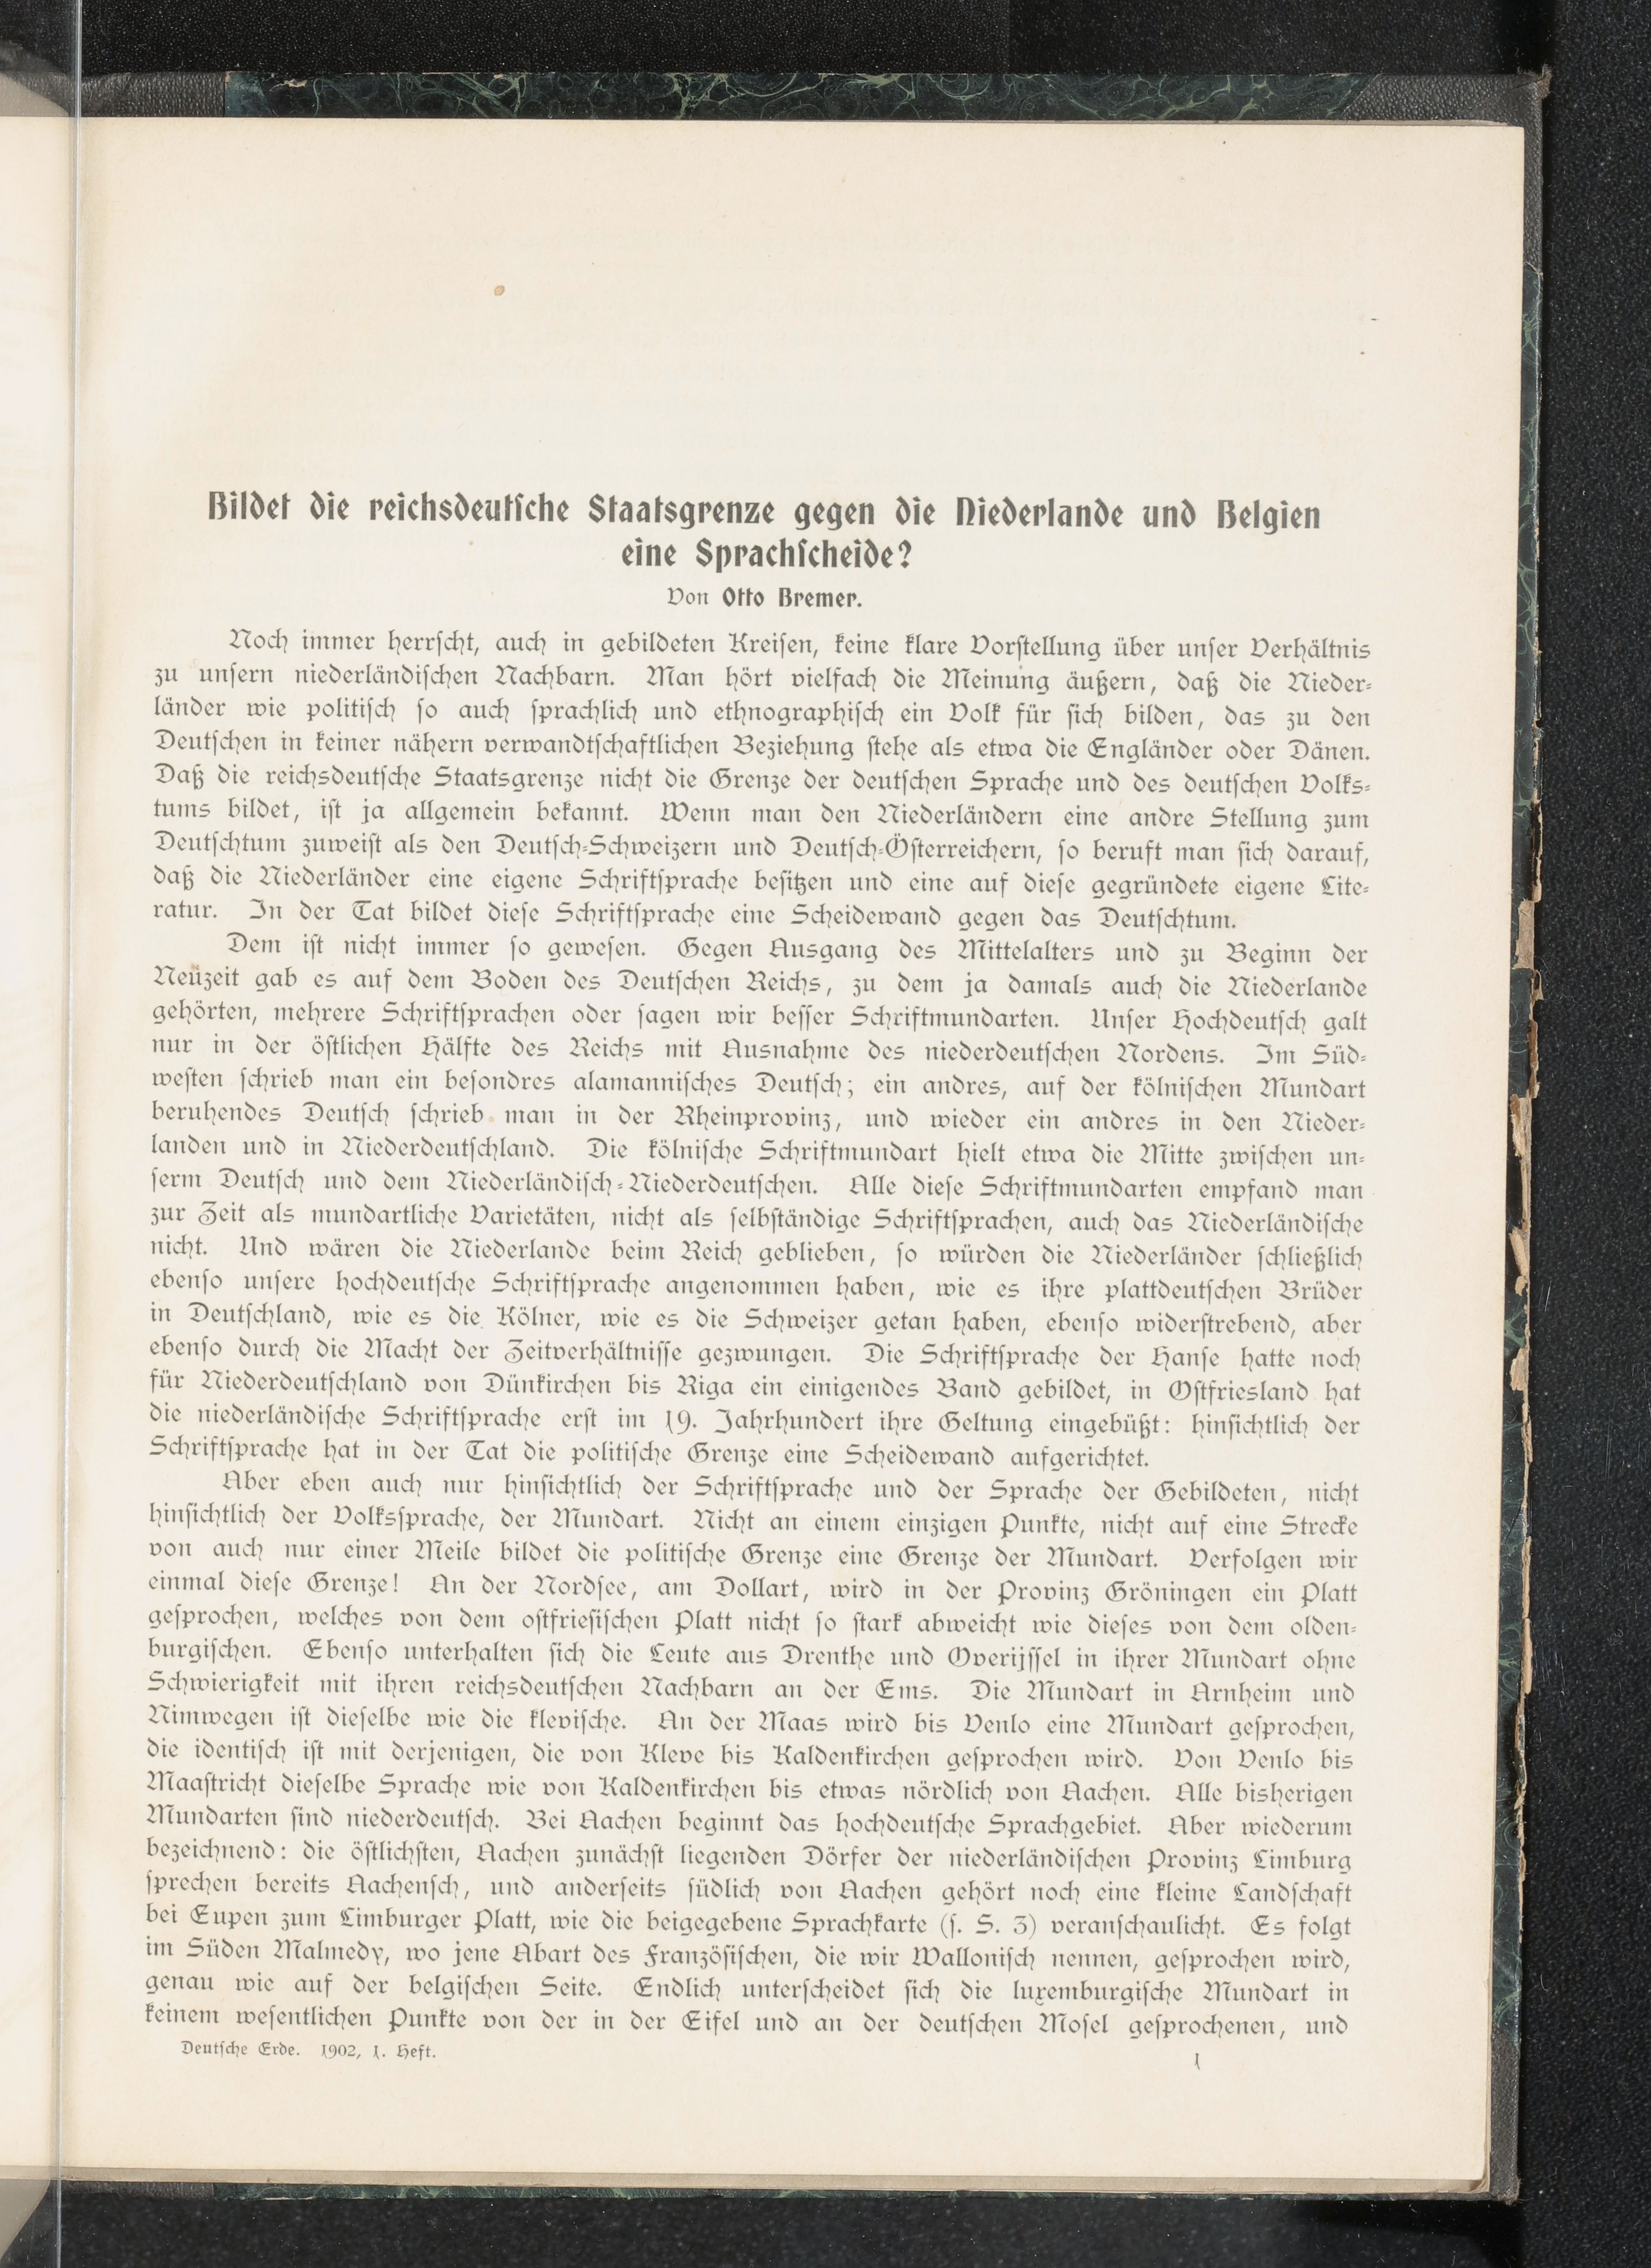 Bildet die reichsdeutsche Staatsgrenze gegen die Niederlande und Belgien
eine Sprachscheide?
Von Otto Bremer.
Noch immer herrscht, auch in gebildeten Kreisen, keine klare Vorstellung über unser Verhältnis
zu unsern niederländischen Nachbarn. Man hört vielfach die Meinung äußern, daß die Nieder-
länder wie politisch so auch sprachlich und ethnographisch ein Volk für sich bilden, das zu den
Deutschen in keiner nähern verwandtschaftlichen Beziehung stehe als etwa die Engländer oder Dänen.
Daß die reichsdeutsche Staatsgrenze nicht die Grenze der deutschen Sprache und des deutschen Volks-
tums bildet, ist ja allgemein bekannt. Wenn man den Niederländern eine andre Stellung zum
Deutschtum zuweist als den Deutsch-Schweizern und Deutsch-Österreichern, so beruft man sich darauf,
daß die Niederländer eine eigene Schriftsprache besitzen und eine auf diese gegründete eigene Lite-
ratur. In der Tat bildet diese Schriftsprache eine Scheidewand gegen das Deutschtum.
Dem ist nicht immer so gewesen. Gegen Ausgang des Mittelalters und zu Beginn der
Neuzeit gab es auf dem Boden des Deutschen Reichs, zu dem ja damals auch die Niederlande
gehörten, mehrere Schriftsprachen oder sagen wir besser Schriftmundarten. Unser Hochdeutsch galt
nur in der östlichen Hälfte des Reichs mit Ausnahme des niederdeutschen Nordens. Im Süd-
westen schrieb man ein besondres alamannisches Deutsch; ein andres, auf der kölnischen Mundart
beruhendes Deutsch schrieb man in der Rheinprovinz, und wieder ein andres in den Nieder-
landen und in Niederdeutschland. Die kölnische Schriftmundart hielt etwa die Mitte zwischen un-
serm Deutsch und dem Niederländisch-Niederdeutschen. Alle diese Schriftmundarten empfand man
zur Zeit als mundartliche Varietäten, nicht als selbständige Schriftsprachen, auch das Niederländische
nicht. Und wären die Niederlande beim Reich geblieben, so würden die Niederländer schließlich
ebenso unsere hochdeutsche Schriftsprache angenommen haben, wie es ihre plattdeutschen Brüder
in Deutschland, wie es die Kölner, wie es die Schweizer getan haben, ebenso widerstrebend, aber
ebenso durch die Macht der Zeitverhältnisse gezwungen. Die Schriftsprache der Hanse hatte noch
für Niederdeutschland von Dünkirchen bis Riga ein einigendes Band gebildet, in Ostfriesland hat
die niederländische Schriftsprache erst im 19. Jahrhundert ihre Geltung eingebüßt: hinsichtlich der
Schriftsprache hat in der Tat die politische Grenze eine Scheidewand aufgerichtet.
Aber eben auch nur hinsichtlich der Schriftsprache und der Sprache der Gebildeten, nicht
hinsichtlich der Volkssprache, der Mundart. Nicht an einem einzigen Punkte, nicht auf eine Strecke
von auch nur einer Meile bildet die politische Grenze eine Grenze der Mundart. Verfolgen wir
einmal diese Grenze! An der Nordsee, am Dollart, wird in der Provinz Gröningen ein Platt
gesprochen, welches von dem ostfriesischen Platt nicht so stark abweicht wie dieses von dem olden-
burgischen. Ebenso unterhalten sich die Leute aus Drenthe und Overijssel in ihrer Mundart ohne
Schwierigkeit mit ihren reichsdeutschen Nachbarn an der Ems. Die Mundart in Arnheim und
Nimwegen ist dieselbe wie die klevische. An der Maas wird bis Venlo eine Mundart gesprochen,
die identisch ist mit derjenigen, die von Kleve bis Kaldenkirchen gesprochen wird. Von Venlo bis
Maastricht dieselbe Sprache wie von Kaldenkirchen bis etwas nördlich von Aachen. Alle bisherigen
Mundarten sind niederdeutsch. Bei Aachen beginnt das hochdeutsche Sprachgebiet. Aber wiederum
bezeichnend: die östlichsten, Aachen zunächst liegenden Dörfer der niederländischen Provinz Limburg
sprechen bereits Aachensch, und anderseits südlich von Aachen gehört noch eine kleine Landschaft
bei Eupen zum Limburger Platt, wie die beigegebene Sprachkarte (s. S. 3) veranschaulicht. Es folgt
im Süden Malmedy, wo jene Abart des Französischen, die wir Wallonisch nennen, gesprochen wird,
genau wie auf der belgischen Seite. Endlich unterscheidet sich die luxemburgische Mundart in
keinem wesentlichen Punkte von der in der Eifel und an der deutschen Mosel gesprochenen, und
Deutsche Erde. 1902, 1. Heft.
1